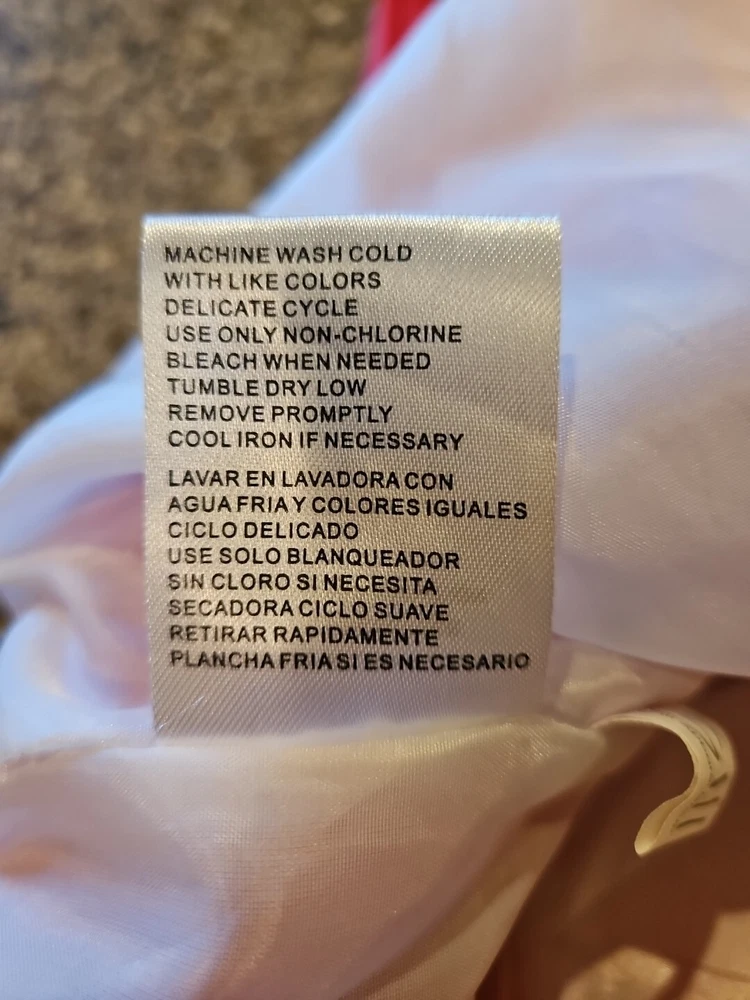 MACHINE WASH COLD
WITH LIKE COLORS
DELICATE CYCLE
USE ONLY NON-CHLORINE
BLEACH WHEN NEEDED
TUMBLE DRY LOW
REMOVE PROMPTLY
COOL IRON IF NECESSARY
LAVAR EN LAVADORA CON
AGUA FRIA Y COLORES IGUALES
CICLO DELICADO
USE SOLO BLANQUEADOR
SIN CLORO SI NECESITA
SECADORA CICLO SUAVE
RETIRAR RAPIDAMENTE
PLANCHA FRIA SI ES NECESARIO